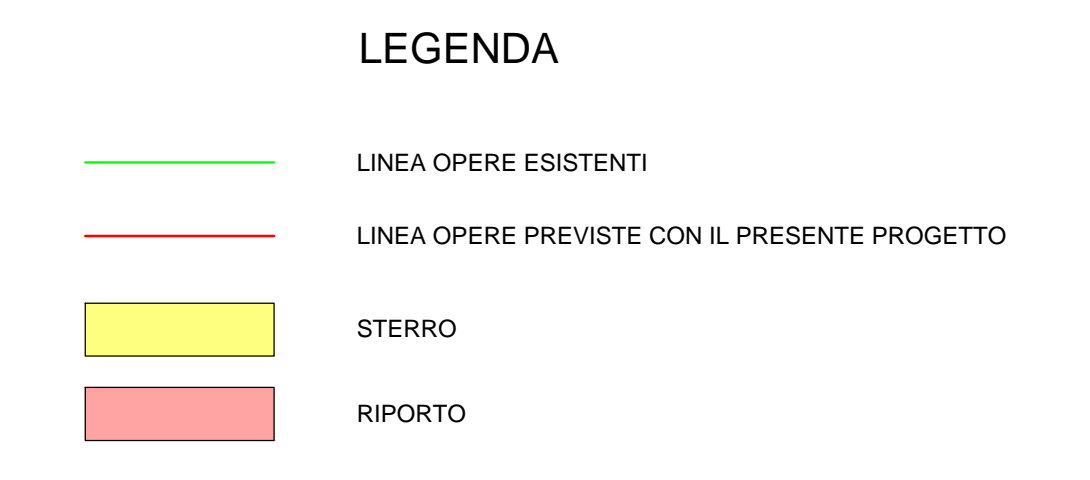 LEGENDA
LINEA OPERE ESISTENTI
LINEA OPERE PREVISTE CON IL PRESENTE PROGETTO
STERRO
RIPORTO